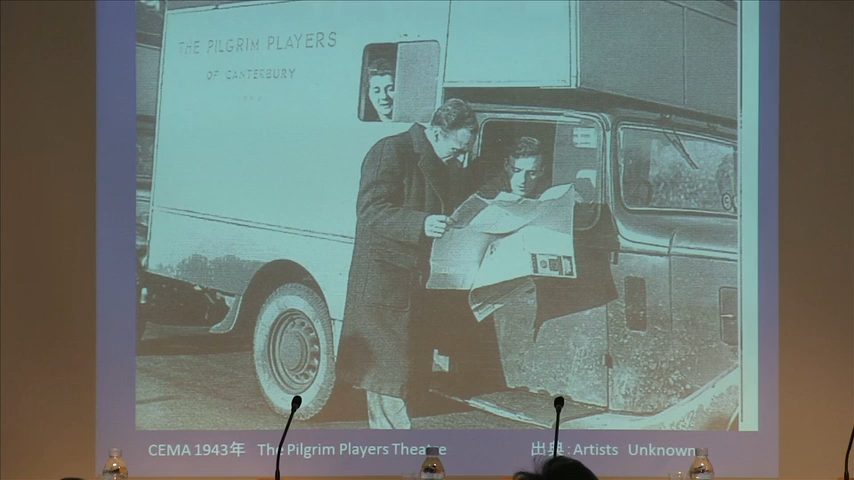 THE PILGRIM PLAYERS
OF CANTERBURY
CEMA 1943年 The Pilgrim Players Theatre
出典:Artists Unknown